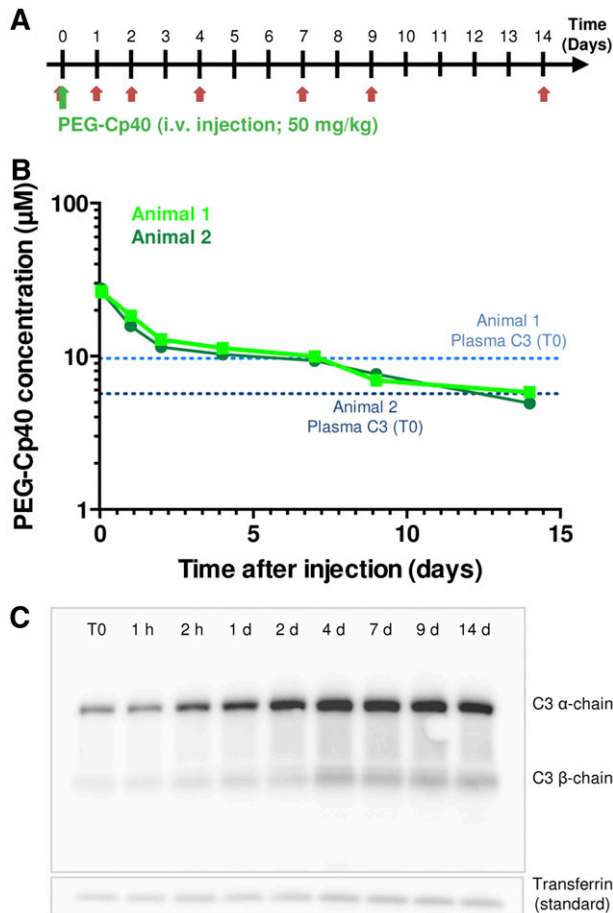 A
0 1 2 3 4 5 6 7 8 9 10 11 12 13 14 Time
(Days)
PEG-Cp40 (i.v. injection; 50 mg/kg)
B
PEG-Cp40 concentration (µM)
100
10
1
Animal 1
Animal 2
Animal 1
Plasma C3 (T0)
Animal 2
Plasma C3 (T0)
0 5 10 15
Time after injection (days)
C
T0 1 h 2 h 1 d 2 d 4 d 7 d 9 d 14 d
C3 α-chain
C3 β-chain
Transferrin
(standard)